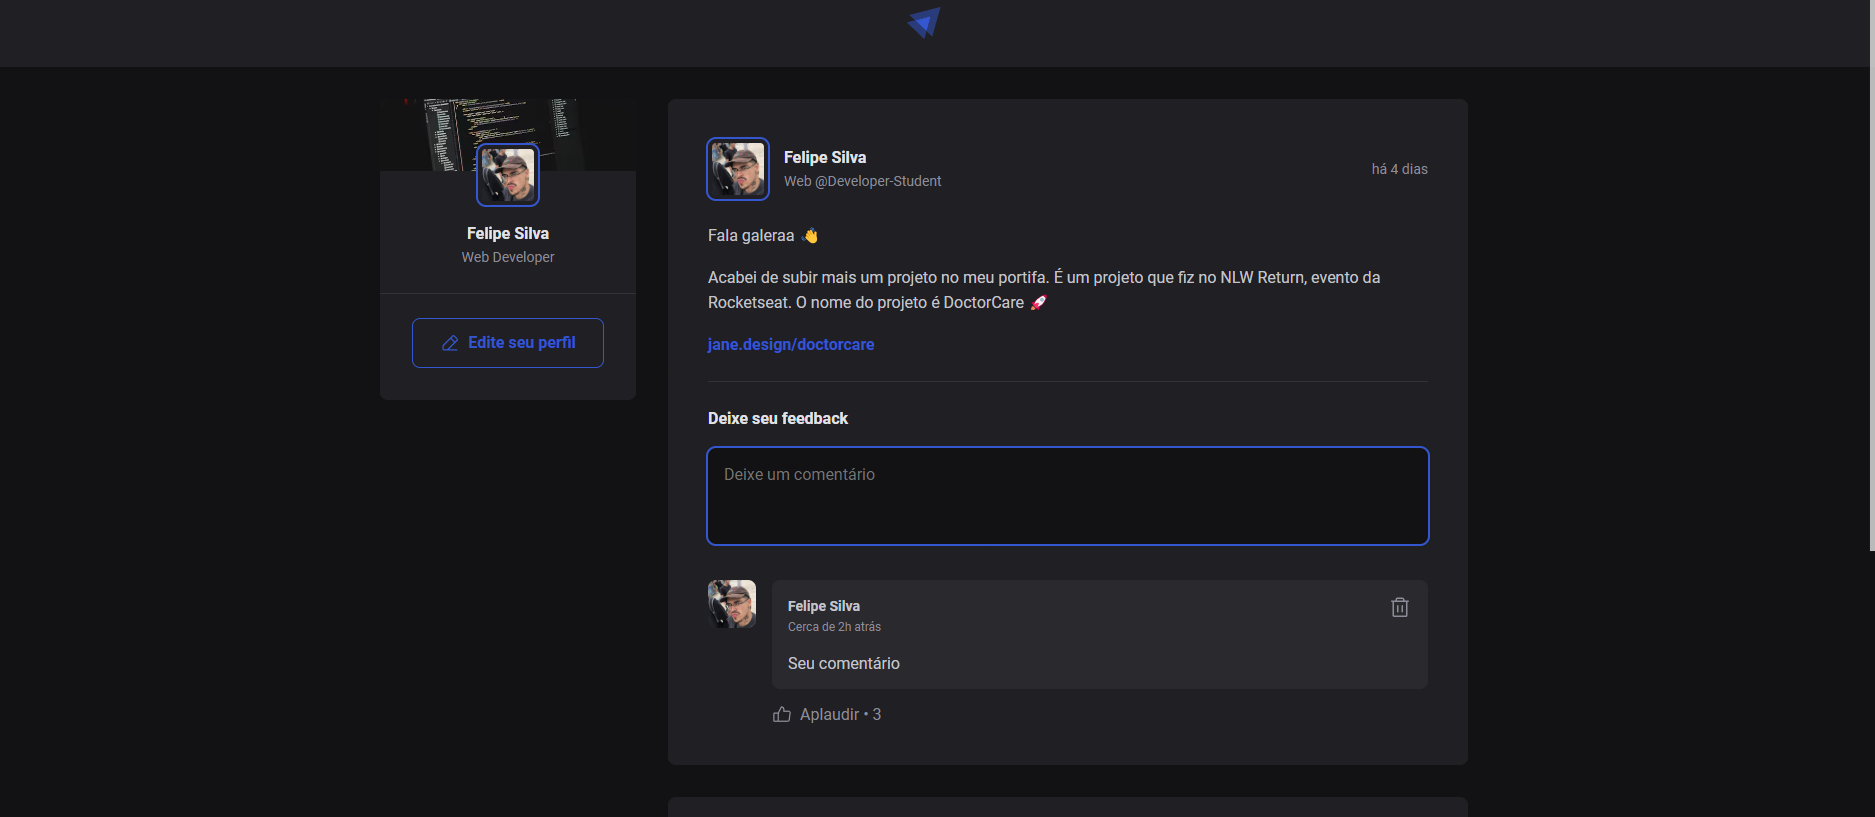 Felipe Silva
Web Developer
Edite seu perfil
Felipe Silva
Web @Developer-Student
há 4 dias
Fala galeraa 👋
Acabei de subir mais um projeto no meu portifa. É um projeto que fiz no NLW Return, evento da
Rocketseat. O nome do projeto é DoctorCare 🚀
jane.design/doctorcare
Deixe seu feedback
Deixe um comentário
Felipe Silva
Cerca de 2h atrás
Seu comentário
Aplaudir • 3